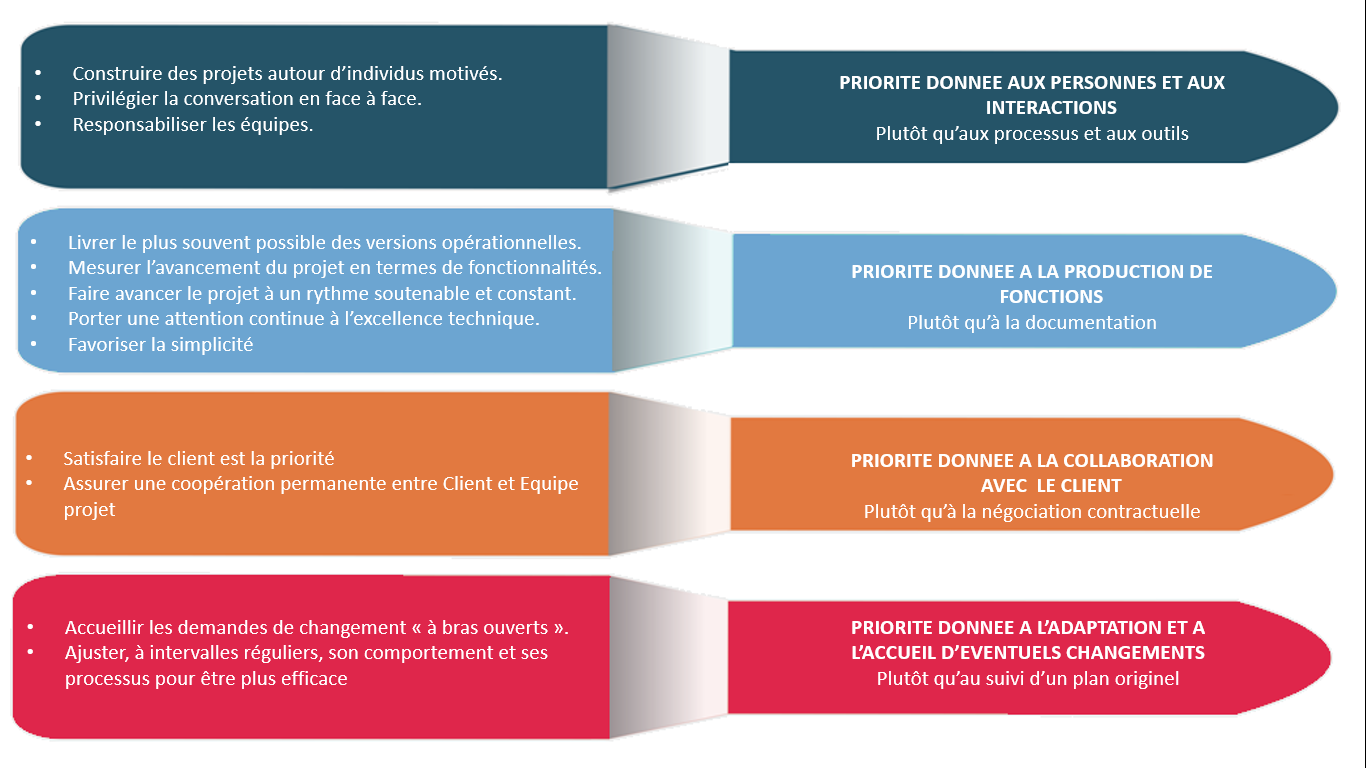 • Construire des projets autour d’individus motivés.
• Privilégier la conversation en face à face.
• Responsabiliser les équipes.
PRIORITE DONNEE AUX PERSONNES ET AUX
INTERACTIONS
Plutôt qu’aux processus et aux outils
• Livrer le plus souvent possible des versions opérationnelles.
• Mesurer l’avancement du projet en termes de fonctionnalités.
• Faire avancer le projet à un rythme soutenable et constant.
• Porter une attention continue à l’excellence technique.
• Favoriser la simplicité
PRIORITE DONNEE A LA PRODUCTION DE
FONCTIONS
Plutôt qu’à la documentation
• Satisfaire le client est la priorité
• Assurer une coopération permanente entre Client et Equipe
projet
PRIORITE DONNEE A LA COLLABORATION
AVEC  LE CLIENT
Plutôt qu’à la négociation contractuelle
• Accueillir les demandes de changement « à bras ouverts ».
• Ajuster, à intervalles réguliers, son comportement et ses
processus pour être plus efficace
PRIORITE DONNEE A L’ADAPTATION ET A
L’ACCUEIL D’EVENTUELS CHANGEMENTS
Plutôt qu’au suivi d’un plan originel